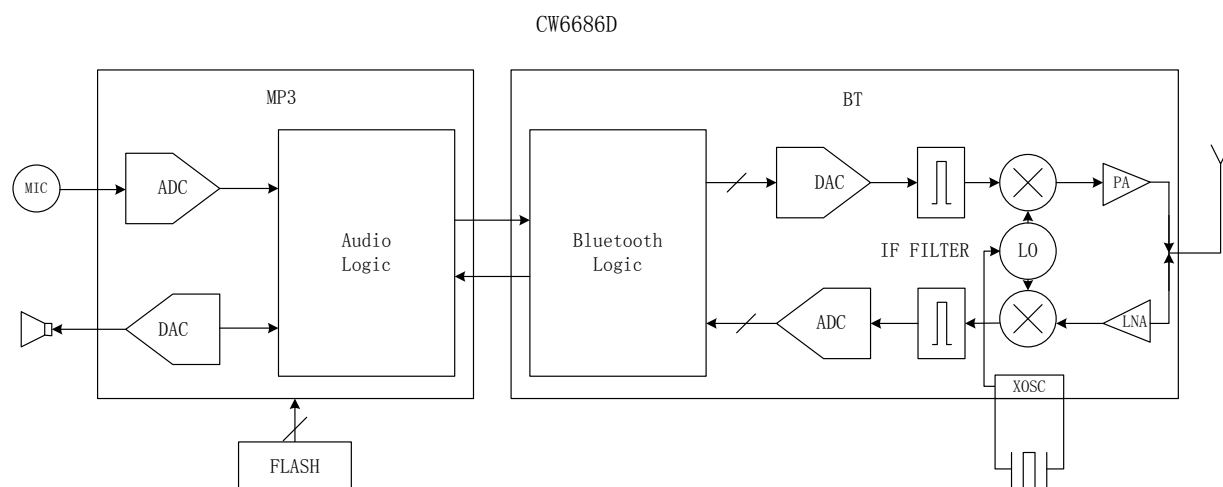 CW6686D
MP3
BT
MIC
ADC
Audio
Logic
Bluetooth
Logic
DAC
PA
IF FILTER
LO
DAC
ADC
LNA
XOSC
FLASH